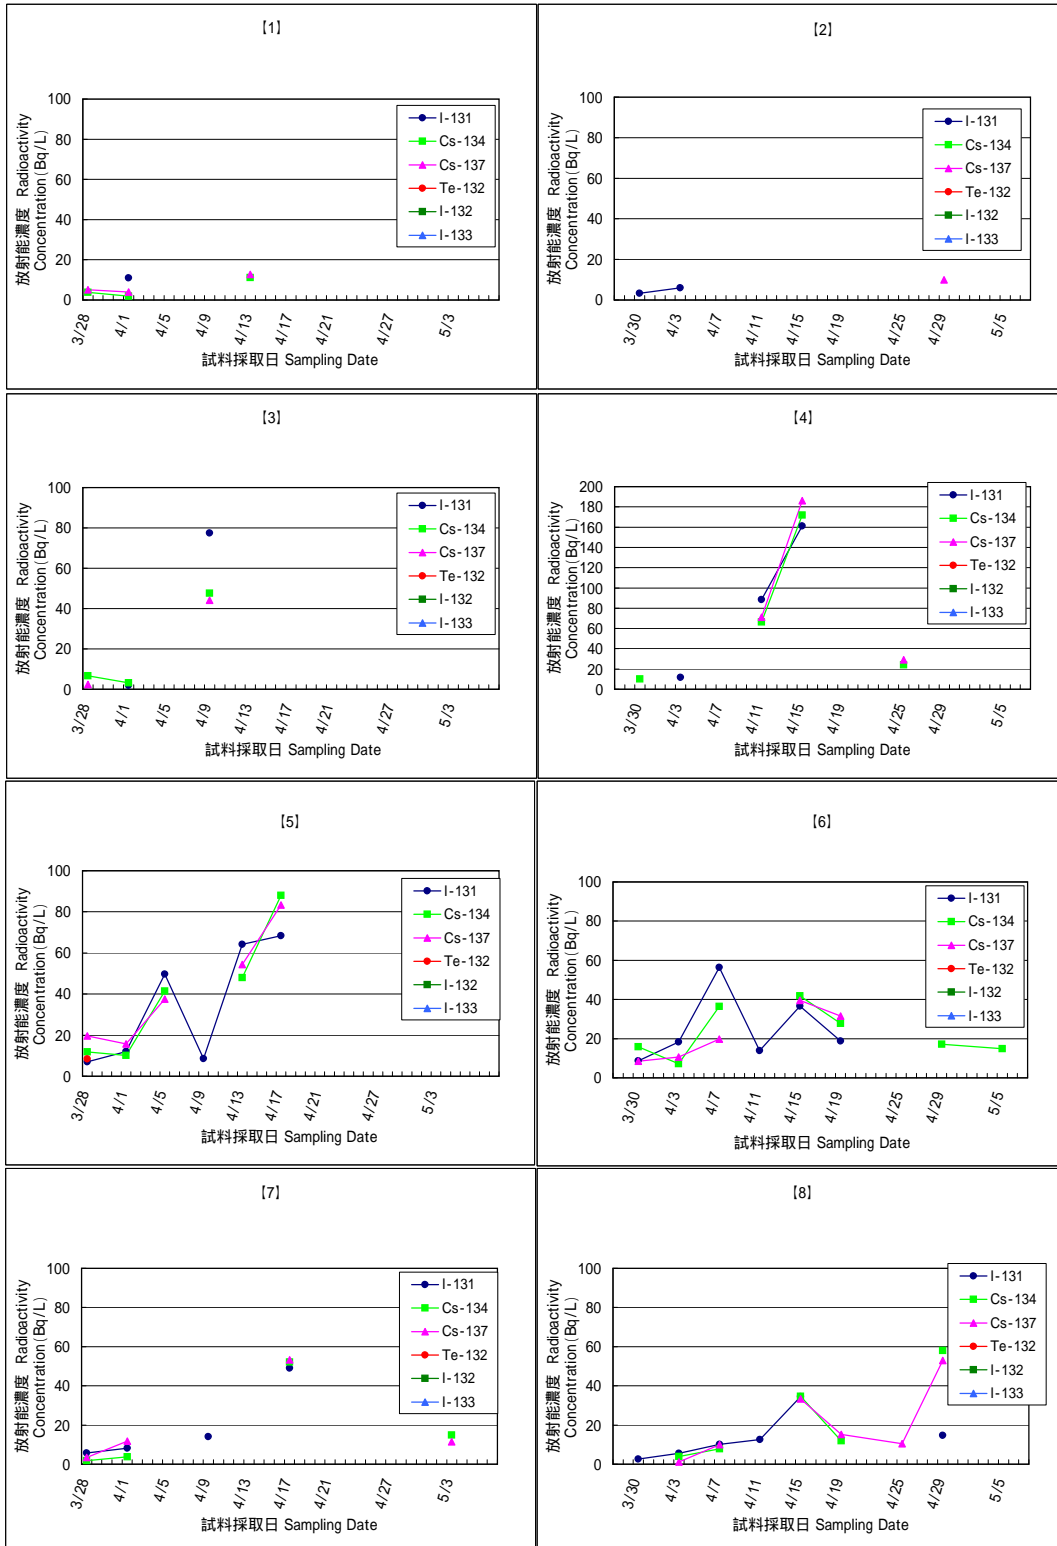 【1】
放射能濃度 Radioactivity
Concentration(Bq/L)
100
80
60
40
20
0
I-131
Cs-134
Cs-137
Te-132
I-132
I-133
3/28
4/1
4/5
4/9
4/13
4/17
4/21
4/27
5/3
試料採取日 Sampling Date
【2】
放射能濃度 Radioactivity
Concentration(Bq/L)
100
80
60
40
20
0
I-131
Cs-134
Cs-137
Te-132
I-132
I-133
3/30
4/3
4/7
4/11
4/15
4/19
4/25
4/29
5/5
試料採取日 Sampling Date
【3】
放射能濃度 Radioactivity
Concentration(Bq/L)
100
80
60
40
20
0
I-131
Cs-134
Cs-137
Te-132
I-132
I-133
3/28
4/1
4/5
4/9
4/13
4/17
4/21
4/27
5/3
試料採取日 Sampling Date
【4】
放射能濃度 Radioactivity
Concentration(Bq/L)
200
180
160
140
120
100
80
60
40
20
0
I-131
Cs-134
Cs-137
Te-132
I-132
I-133
3/30
4/3
4/7
4/11
4/15
4/19
4/25
4/29
5/5
試料採取日 Sampling Date
【5】
放射能濃度 Radioactivity
Concentration(Bq/L)
100
80
60
40
20
0
I-131
Cs-134
Cs-137
Te-132
I-132
I-133
3/28
4/1
4/5
4/9
4/13
4/17
4/21
4/27
5/3
試料採取日 Sampling Date
【6】
放射能濃度 Radioactivity
Concentration(Bq/L)
100
80
60
40
20
0
I-131
Cs-134
Cs-137
Te-132
I-132
I-133
3/30
4/3
4/7
4/11
4/15
4/19
4/25
4/29
5/5
試料採取日 Sampling Date
【7】
放射能濃度 Radioactivity
Concentration(Bq/L)
100
80
60
40
20
0
I-131
Cs-134
Cs-137
Te-132
I-132
I-133
3/28
4/1
4/5
4/9
4/13
4/17
4/21
4/27
5/3
試料採取日 Sampling Date
【8】
放射能濃度 Radioactivity
Concentration(Bq/L)
100
80
60
40
20
0
I-131
Cs-134
Cs-137
Te-132
I-132
I-133
3/30
4/3
4/7
4/11
4/15
4/19
4/25
4/29
5/5
試料採取日 Sampling Date